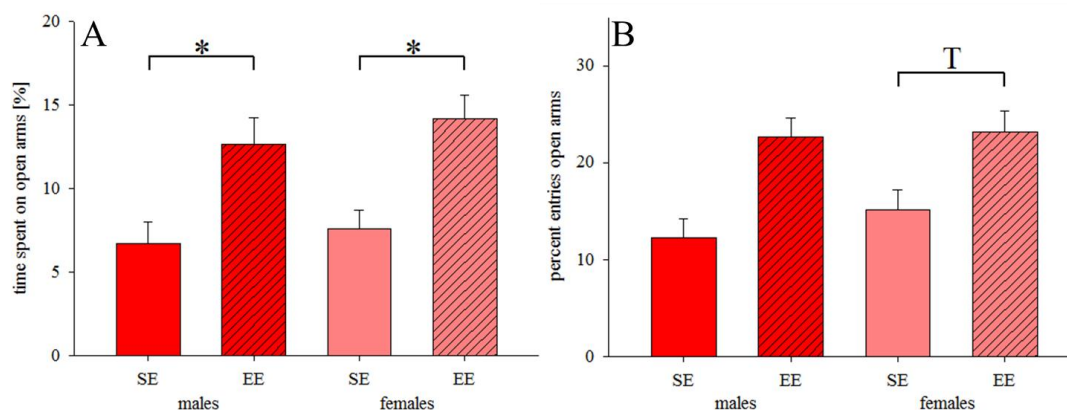 A
time spent on open arms [%]
20
15
10
5
0
*
*
SE EE SE EE
males females
B
percent entries open arms
30
20
10
0
T
SE EE SE EE
males females